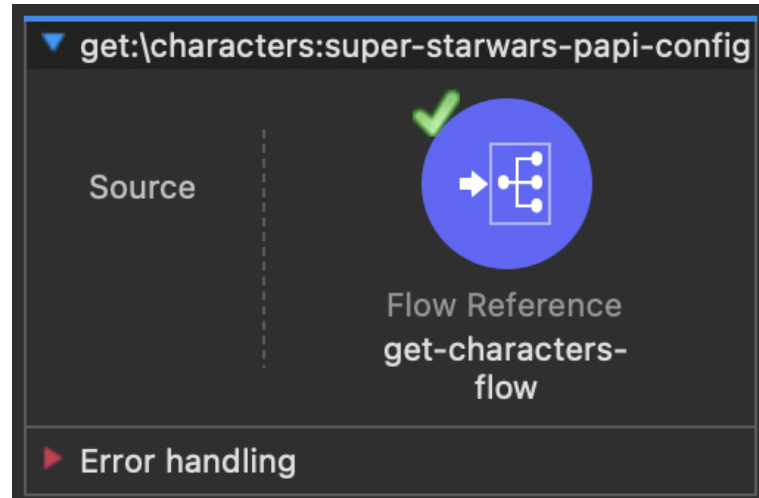 get:\characters:super-starwars-papi-config
Source
Flow Reference
get-characters-
flow
Error handling